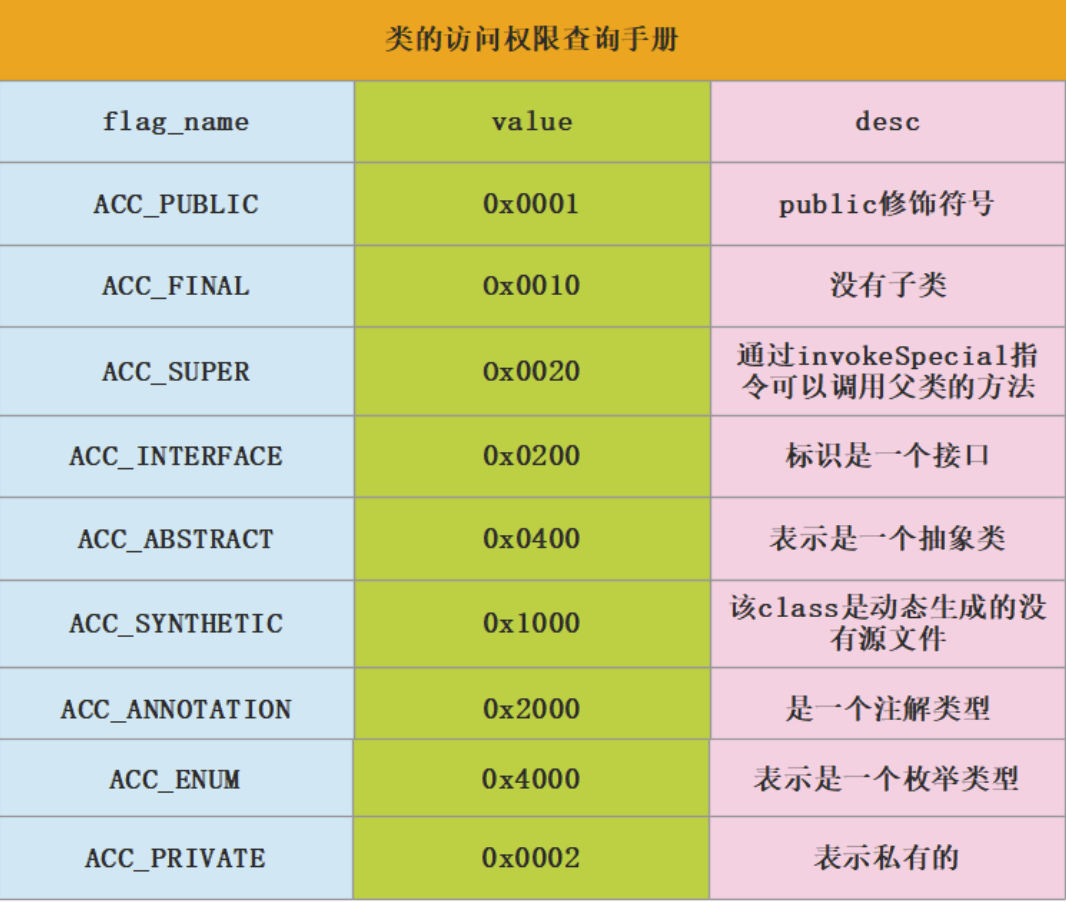 类的访问权限查询手册
flag_name value desc
ACC_PUBLIC 0x0001 public修饰符号
ACC_FINAL 0x0010 没有子类
ACC_SUPER 0x0020 通过invokeSpecial指
令可以调用父类的方法
ACC_INTERFACE 0x0200 标识是一个接口
ACC_ABSTRACT 0x0400 表示是一个抽象类
ACC_SYNTHETIC 0x1000 该class是动态生成的没
有源文件
ACC_ANNOTATION 0x2000 是一个注解类型
ACC_ENUM 0x4000 表示是一个枚举类型
ACC_PRIVATE 0x0002 表示私有的